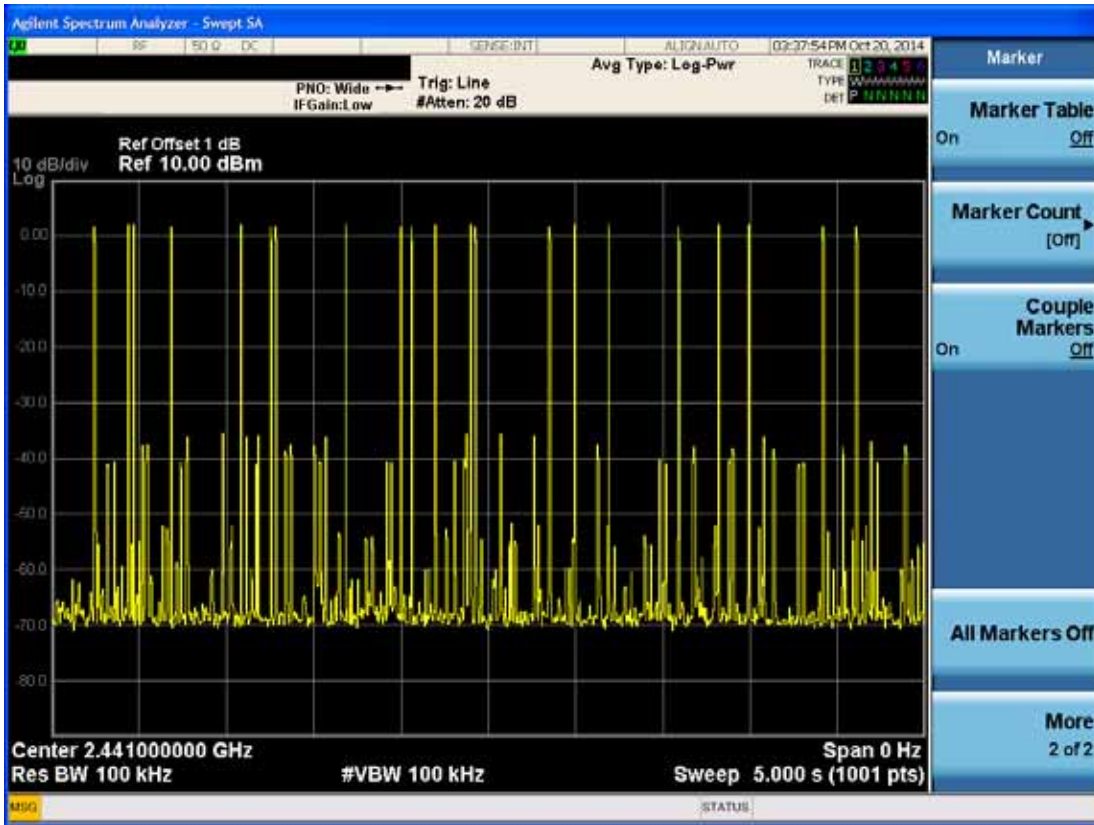 Agilent Spectrum Analyzer - Swept SA
RF 50 Ω DC SENSE:INT ALIGN AUTO 03:37:54 PM Oct 20, 2014
PNO: Wide
IFGain:Low
Trig: Line
#Atten: 20 dB
Avg Type: Log-Pwr
TRACE 1 2 3 4 5 6
TYPE
DET P N N N N N
Ref Offset 1 dB
10 dB/div Ref 10.00 dBm
Log
0.00
-10.0
-20.0
-30.0
-40.0
-50.0
-60.0
-70.0
-80.0
Center 2.441000000 GHz Span 0 Hz
Res BW 100 kHz #VBW 100 kHz Sweep 5.000 s (1001 pts)
MSG STATUS
Marker
Marker Table
On Off
Marker Count
[Off]
Couple
Markers
On Off
All Markers Off
More
2 of 2